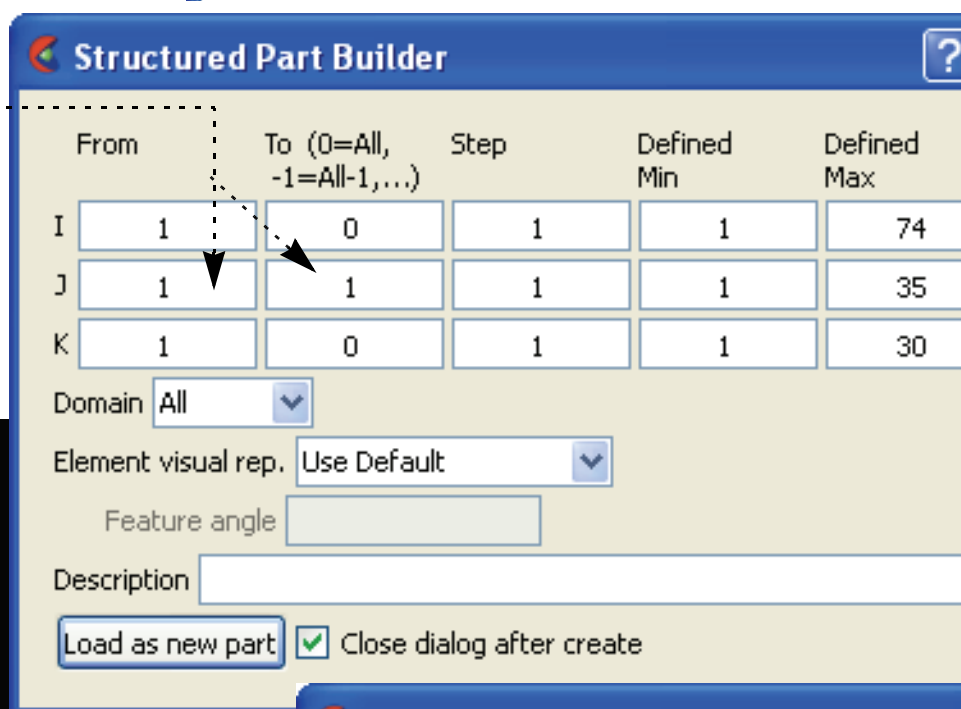 Structured Part Builder ?
From To (0=All, Step Defined Defined
-1=All-1,...) Min Max
I 1 0 1 1 74
J 1 1 1 1 35
K 1 0 1 1 30
Domain All
Element visual rep. Use Default
Feature angle
Description
Load as new part Close dialog after create